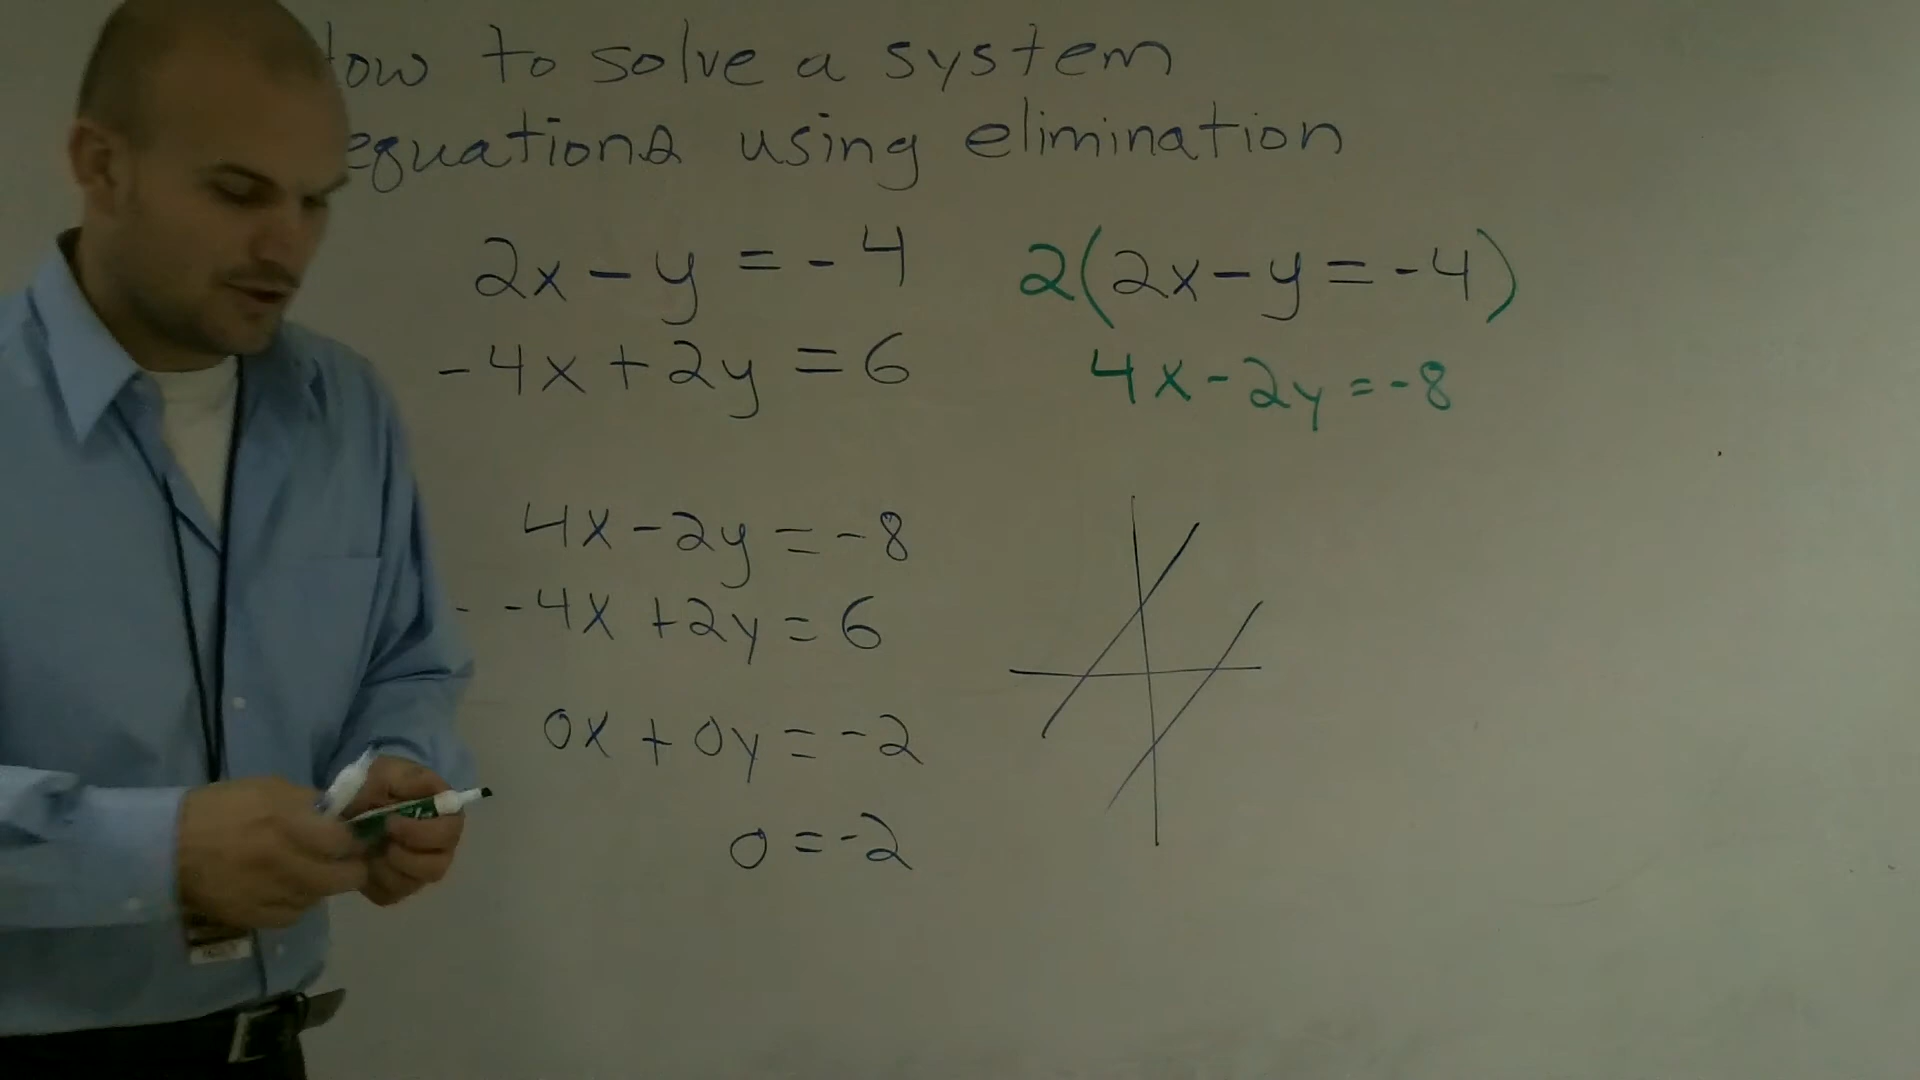 How to solve a system
equations using elimination
2x - y = -4
2(2x - y = -4)
-4x + 2y = 6
4x - 2y = -8
4x - 2y = -8
- -4x + 2y = 6
0x + 0y = -2
0 = -2